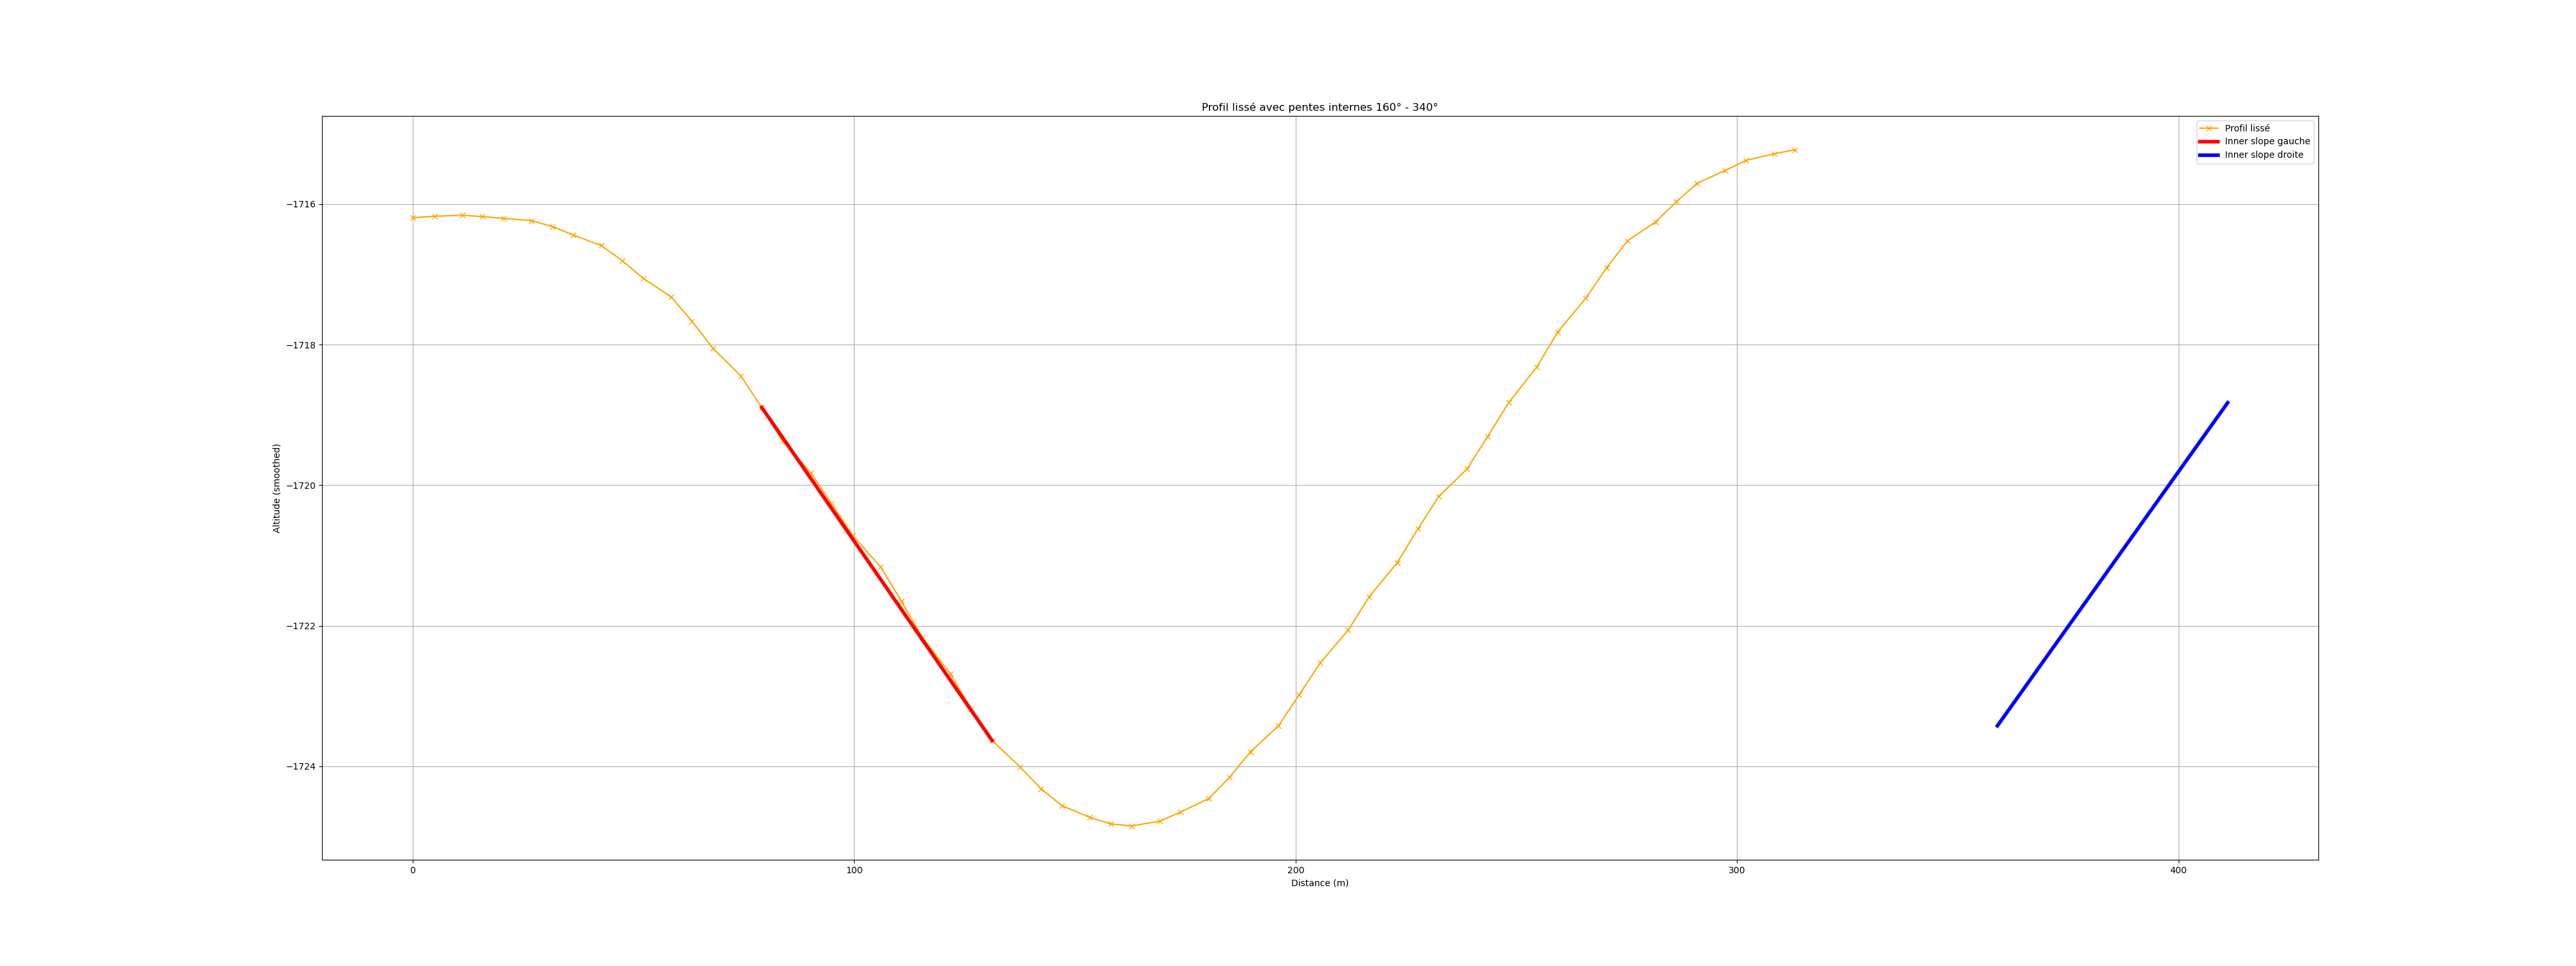 Profil lissé avec pentes internes 160° - 340°
Profil lissé
Inner slope gauche
Inner slope droite
−1716
−1718
−1720
−1722
−1724
Altitude (smoothed)
0
100
200
300
400
Distance (m)